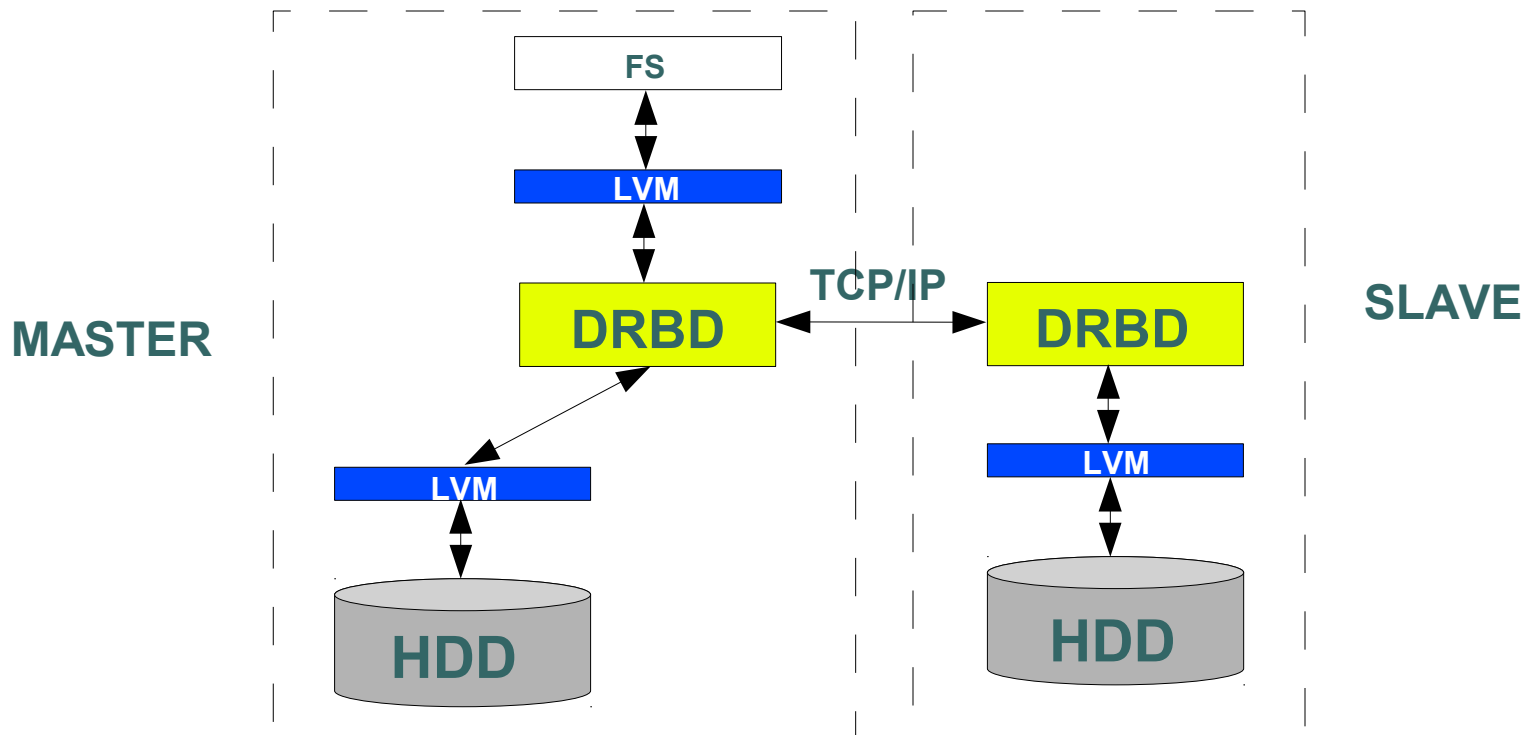 FS
LVM
TCP/IP
MASTER
DRBD
DRBD
SLAVE
LVM
LVM
HDD
HDD